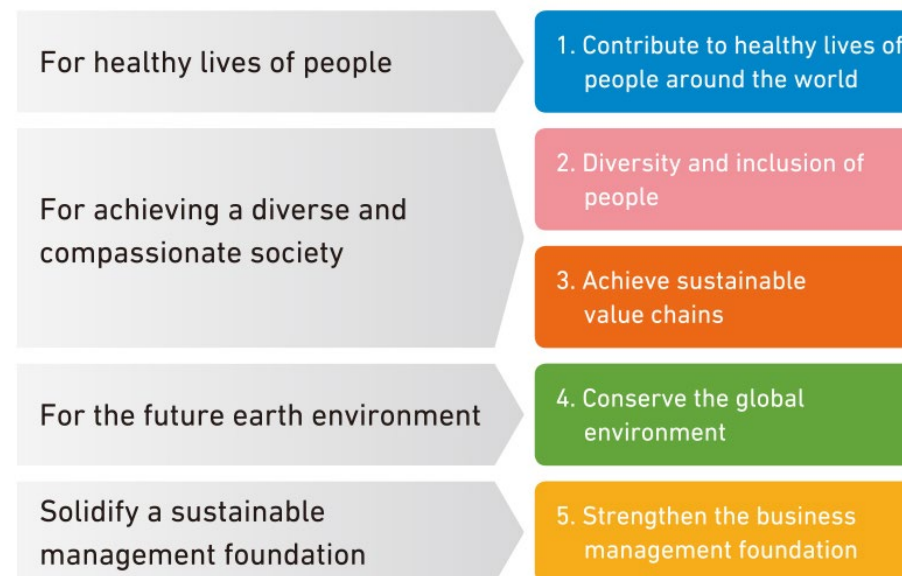 For healthy lives of people
1. Contribute to healthy lives of
people around the world
For achieving a diverse and
compassionate society
2. Diversity and inclusion of
people
3. Achieve sustainable
value chains
For the future earth environment
4. Conserve the global
environment
Solidify a sustainable
management foundation
5. Strengthen the business
management foundation